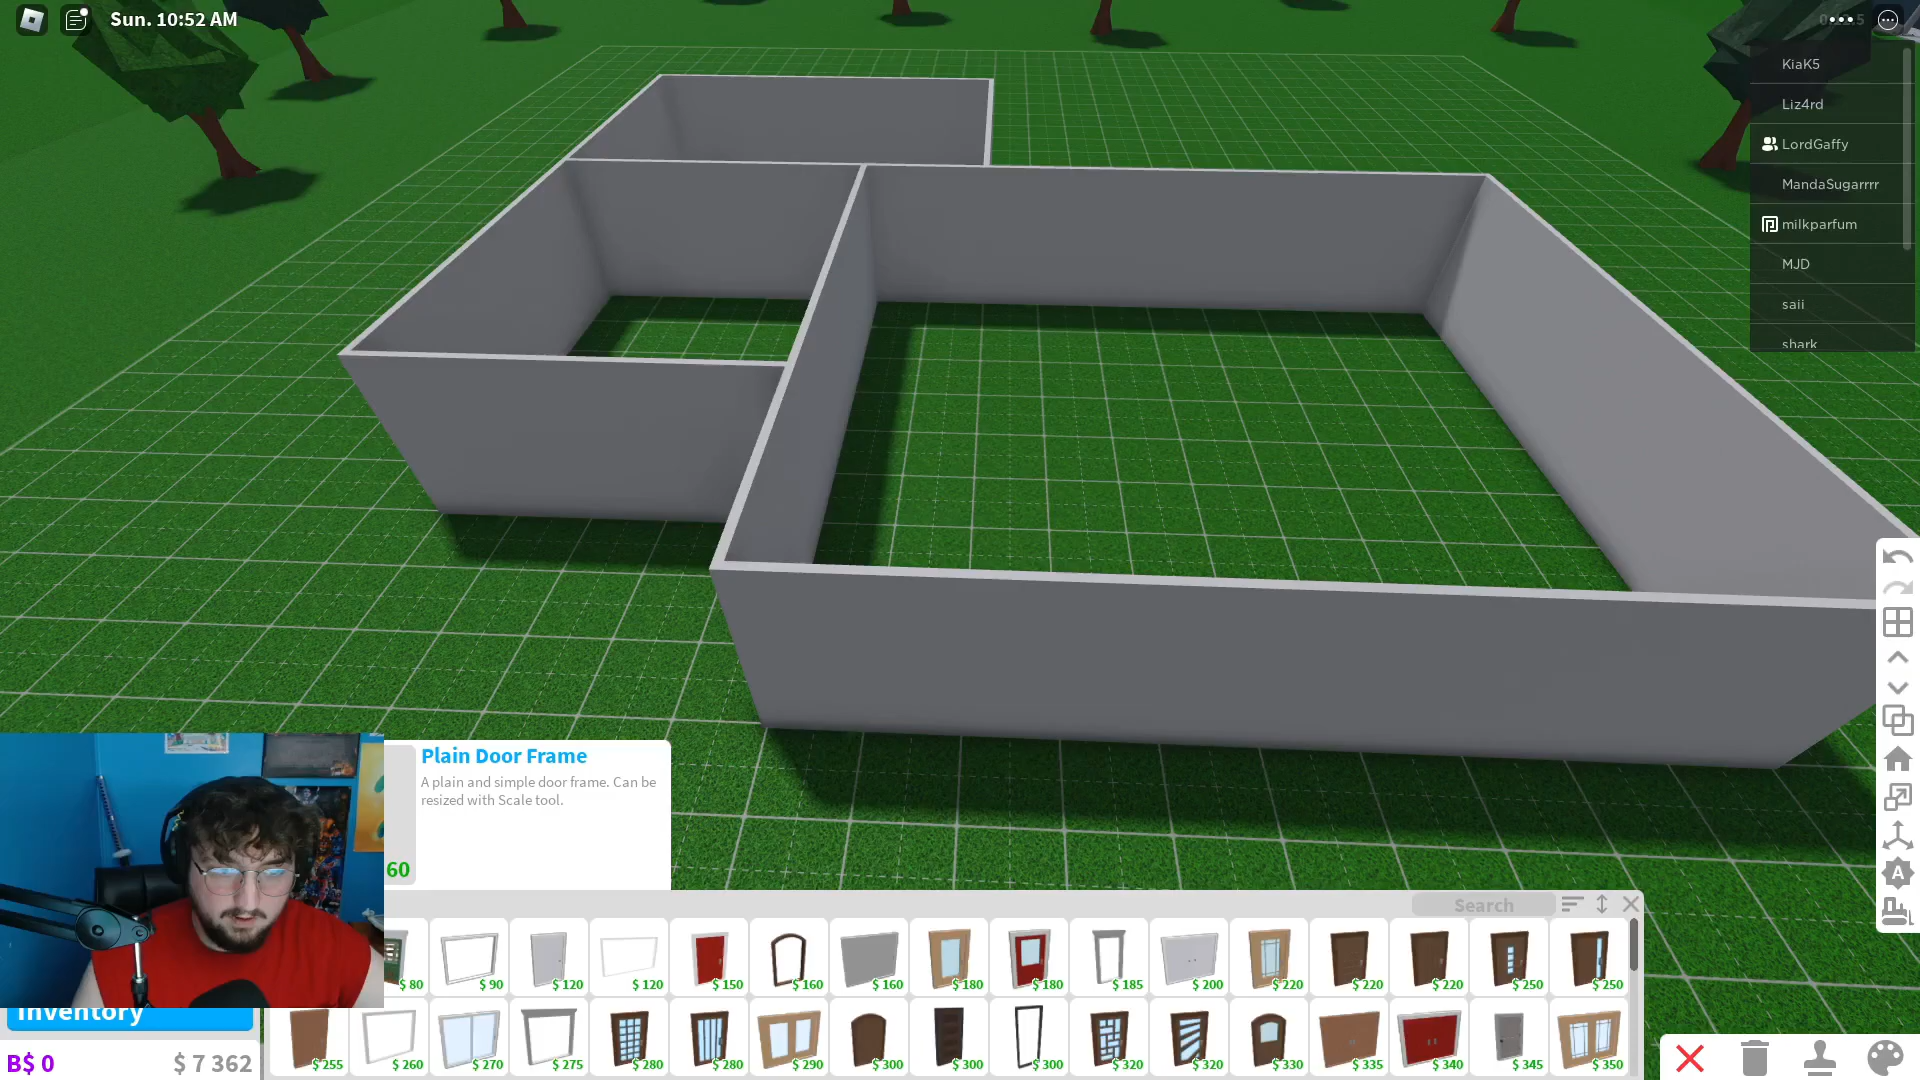 Sun. 10:52 AM
KiaK5
Liz4rd
LordGaffy
MandaSugarrrr
milkparfum
MJD
saii
shark
Plain Door Frame
A plain and simple door frame. Can be
resized with Scale tool.
60
Search
$ 80
$ 90
$ 120
$ 120
$ 150
$ 160
$ 160
$ 180
$ 180
$ 185
$ 200
$ 220
$ 220
$ 220
$ 250
$ 250
$ 255
$ 260
$ 270
$ 275
$ 280
$ 280
$ 290
$ 300
$ 300
$ 300
$ 320
$ 320
$ 330
$ 335
$ 340
$ 345
$ 350
Inventory
B$ 0
$ 7 362
A